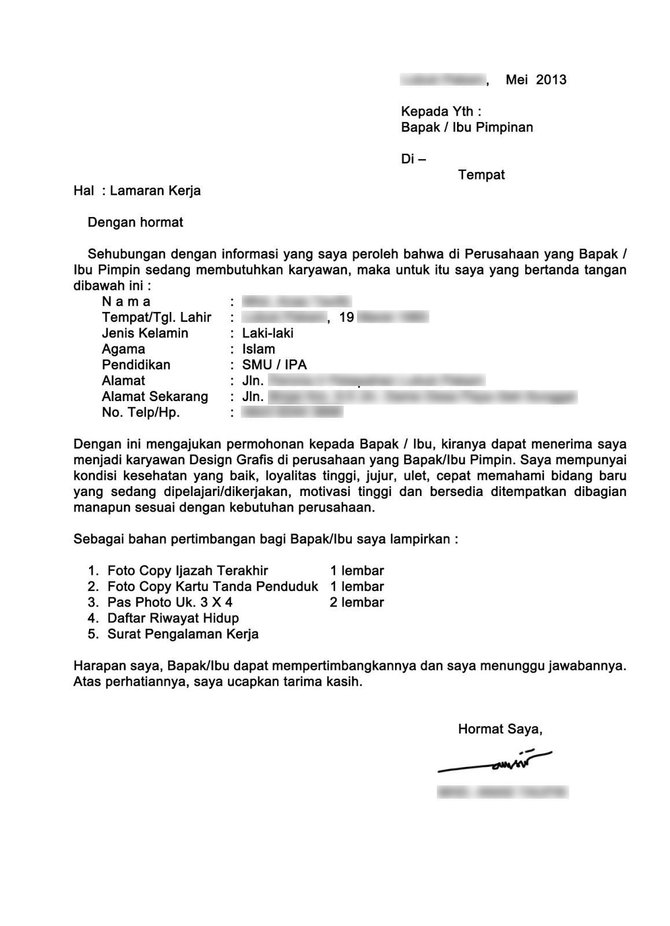 , Mei 2013
Kepada Yth :
Bapak / Ibu Pimpinan
Di –
Tempat
Hal : Lamaran Kerja
Dengan hormat
Sehubungan dengan informasi yang saya peroleh bahwa di Perusahaan yang Bapak /
Ibu Pimpin sedang membutuhkan karyawan, maka untuk itu saya yang bertanda tangan
dibawah ini :
N a m a :
Tempat/Tgl. Lahir : , 19
Jenis Kelamin : Laki-laki
Agama : Islam
Pendidikan : SMU / IPA
Alamat : Jln.
Alamat Sekarang : Jln.
No. Telp/Hp. :
Dengan ini mengajukan permohonan kepada Bapak / Ibu, kiranya dapat menerima saya
menjadi karyawan Design Grafis di perusahaan yang Bapak/Ibu Pimpin. Saya mempunyai
kondisi kesehatan yang baik, loyalitas tinggi, jujur, ulet, cepat memahami bidang baru
yang sedang dipelajari/dikerjakan, motivasi tinggi dan bersedia ditempatkan dibagian
manapun sesuai dengan kebutuhan perusahaan.
Sebagai bahan pertimbangan bagi Bapak/Ibu saya lampirkan :
1. Foto Copy Ijazah Terakhir 1 lembar
2. Foto Copy Kartu Tanda Penduduk 1 lembar
3. Pas Photo Uk. 3 X 4 2 lembar
4. Daftar Riwayat Hidup
5. Surat Pengalaman Kerja
Harapan saya, Bapak/Ibu dapat mempertimbangkannya dan saya menunggu jawabannya.
Atas perhatiannya, saya ucapkan tarima kasih.
Hormat Saya,